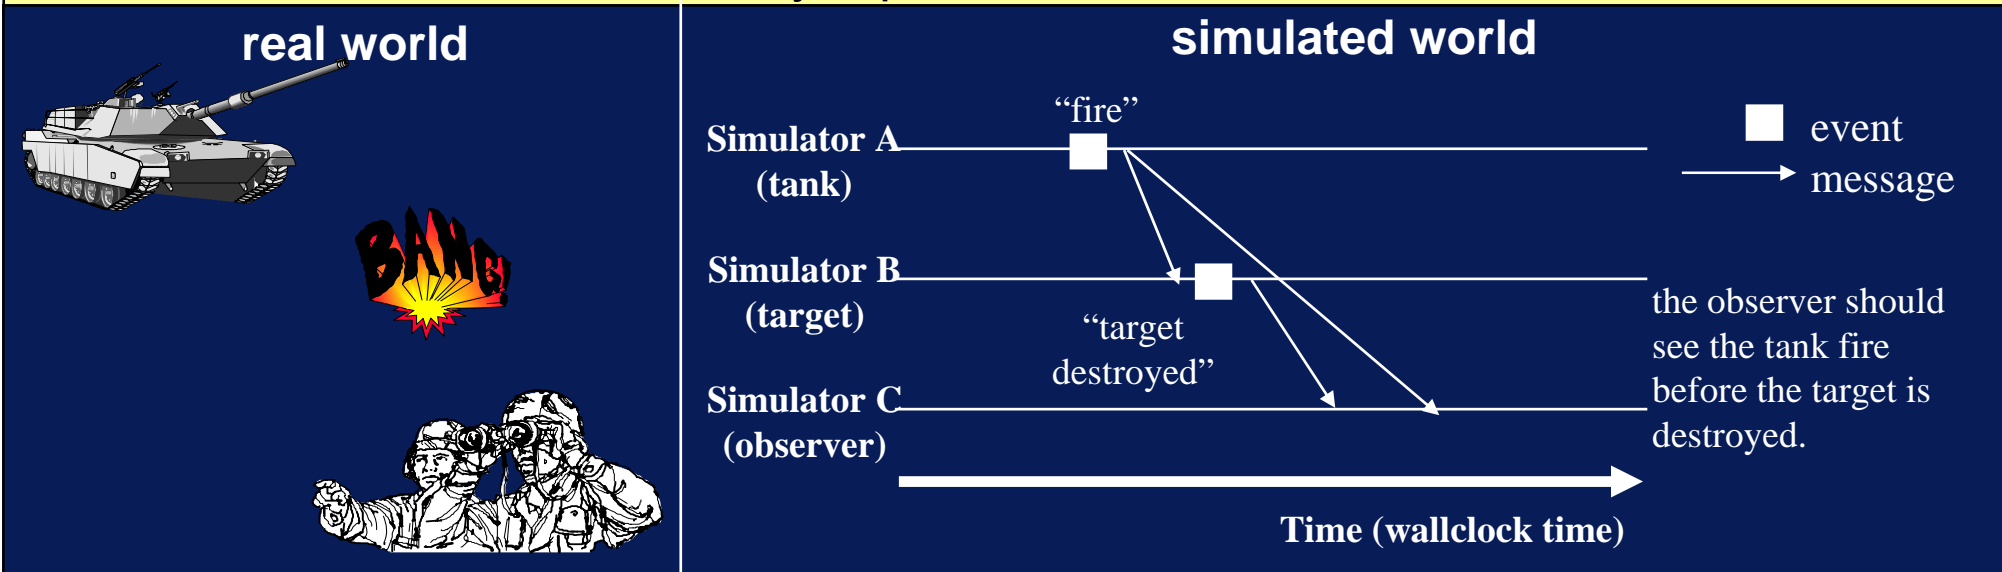 real world
BANG!
simulated world
“fire”
Simulator A
(tank)
event
message
Simulator B
(target)
“target
destroyed”
the observer should
see the tank fire
before the target is
destroyed.
Simulator C
(observer)
Time (wallclock time)